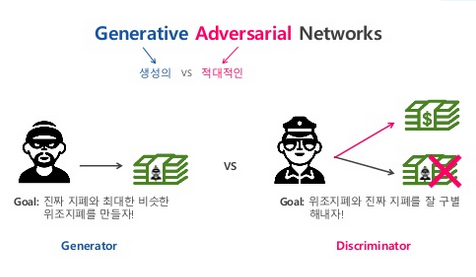 Generative Adversarial Networks
생성의 vs 적대적인
$
VS
Goal: 진짜 지폐와 최대한 비슷한
위조지폐를 만들자!
Goal: 위조지폐와 진짜 지폐를 잘 구별
해내자!
Generator
Discriminator